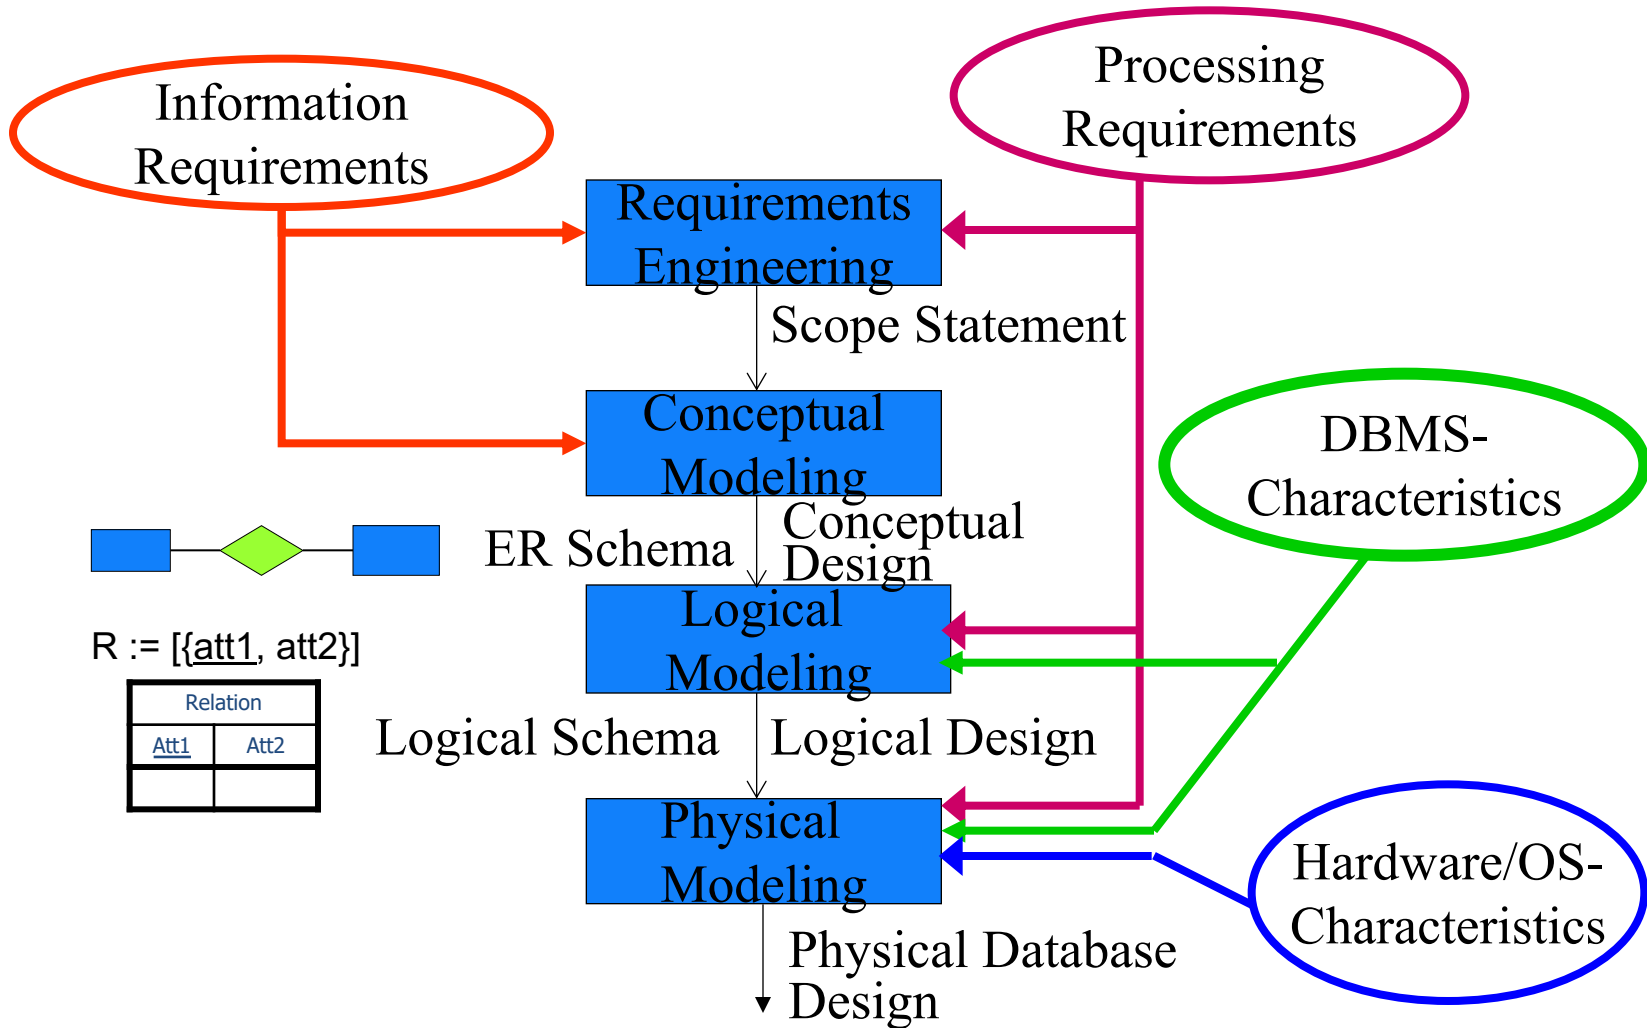 Information
Requirements
Processing
Requirements
Requirements
Engineering
Scope Statement
Conceptual
Modeling
DBMS-
Characteristics
ER Schema
Conceptual
Design
Logical
Modeling
R := [{att1, att2}]
Relation
Att1 Att2
Logical Schema
Logical Design
Physical
Modeling
Hardware/OS-
Characteristics
Physical Database
Design